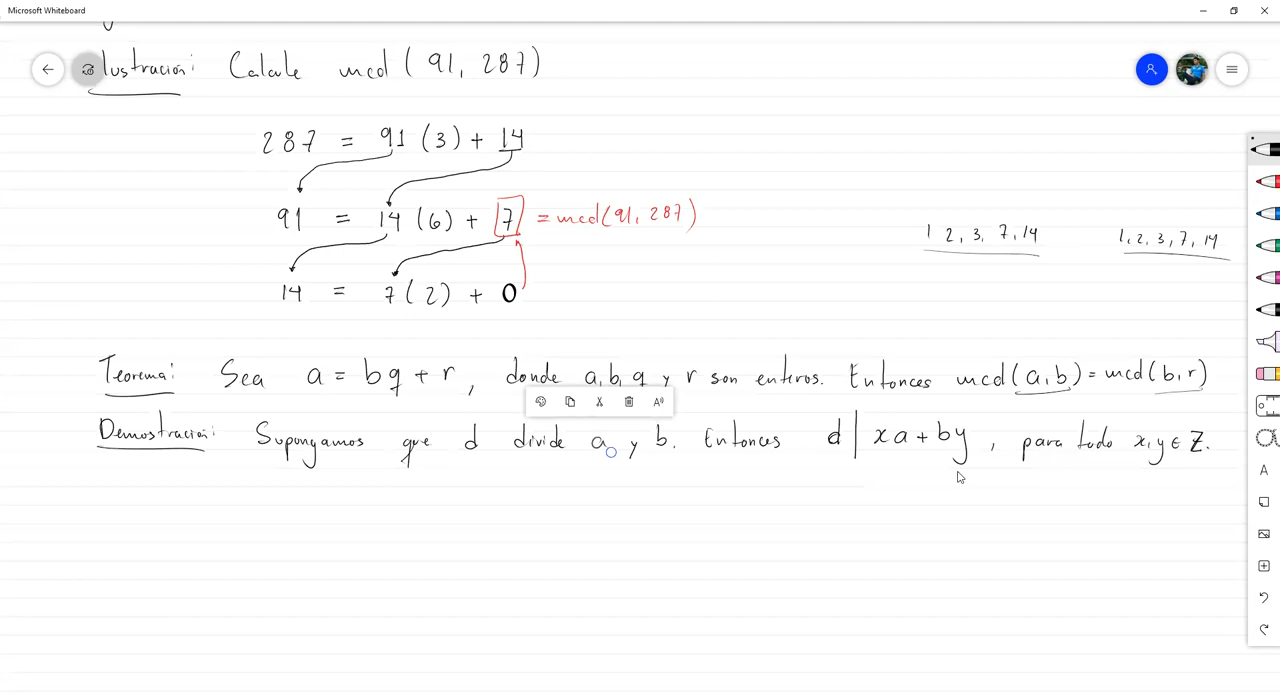 Microsoft Whiteboard
Ilustración: Calcule mcd ( 91, 287)
287 = 91 (3) + 14
91 = 14 (6) + 7 = mcd(91, 287)
1 2, 3, 7, 14 1, 2, 3, 7, 14
14 = 7 ( 2 ) + 0
Teorema: Sea a = bq + r, donde a, b, q y r son enteros. Entonces mcd(a, b) = mcd(b, r)
Demostración: Supongamos que d divide a y b. Entonces d | xa + by, para todo x, y ∈ Z.